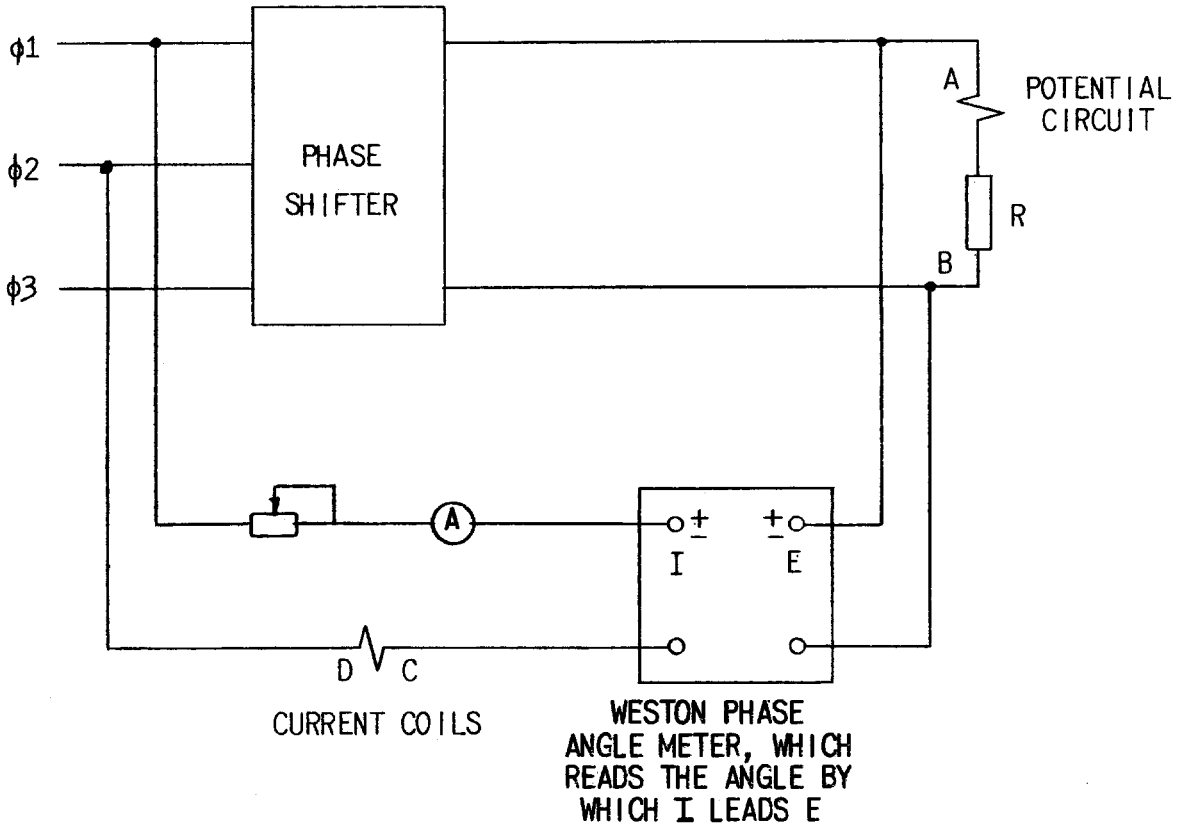 ϕ1
A
POTENTIAL
CIRCUIT
PHASE
SHIFTER
ϕ2
R
B
ϕ3
A
+
-
+
-
I
E
D
C
CURRENT COILS
WESTON PHASE
ANGLE METER, WHICH
READS THE ANGLE BY
WHICH I LEADS E